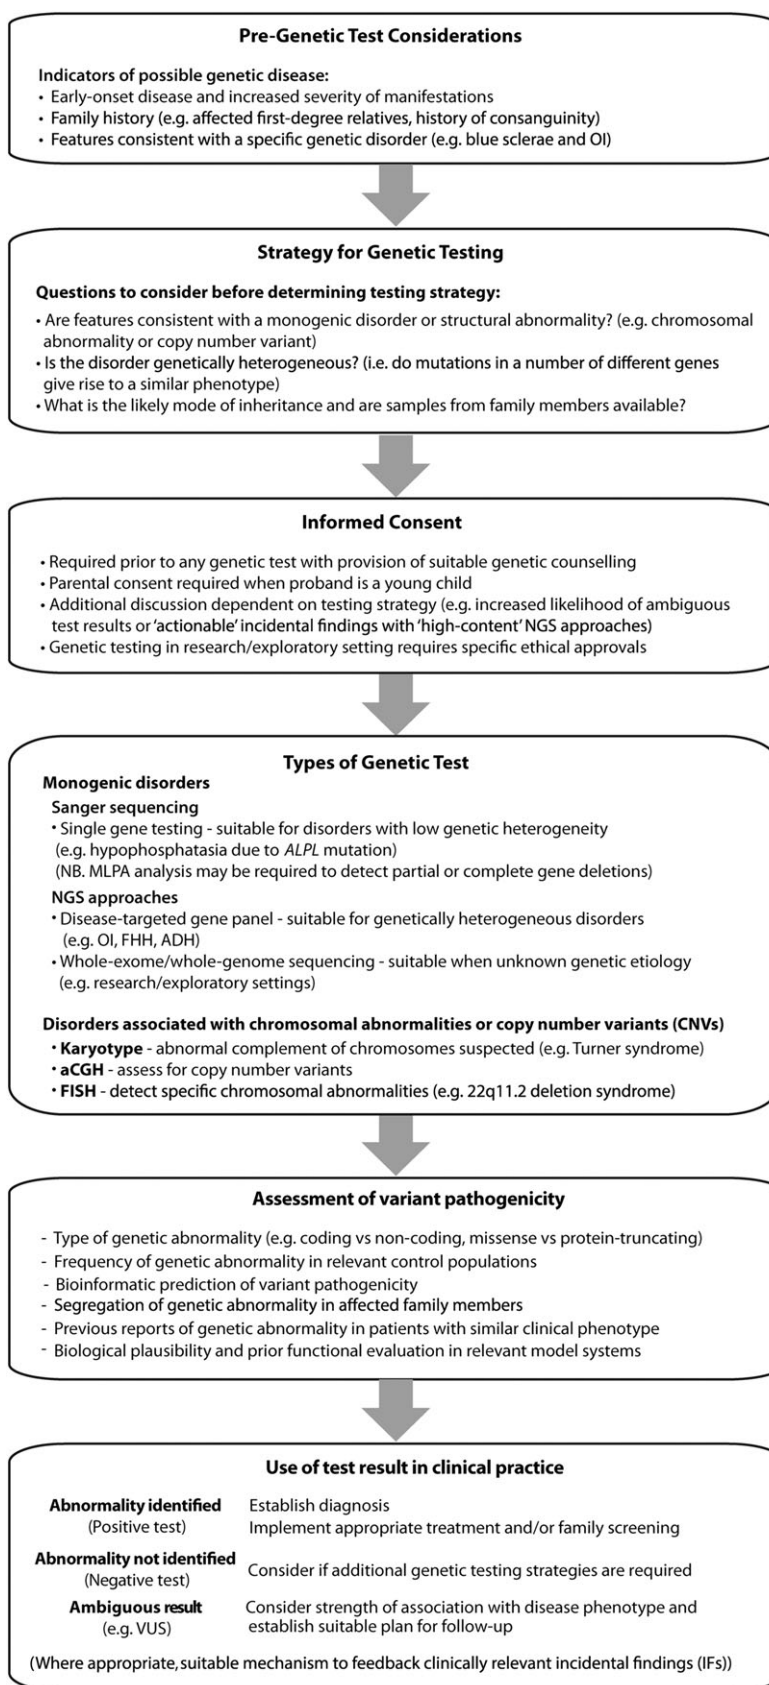 Pre-Genetic Test Considerations
Indicators of possible genetic disease:
• Early-onset disease and increased severity of manifestations
• Family history (e.g. affected first-degree relatives, history of consanguinity)
• Features consistent with a specific genetic disorder (e.g. blue sclerae and OI)
Strategy for Genetic Testing
Questions to consider before determining testing strategy:
• Are features consistent with a monogenic disorder or structural abnormality? (e.g. chromosomal
abnormality or copy number variant)
• Is the disorder genetically heterogeneous? (i.e. do mutations in a number of different genes
give rise to a similar phenotype)
• What is the likely mode of inheritance and are samples from family members available?
Informed Consent
• Required prior to any genetic test with provision of suitable genetic counselling
• Parental consent required when proband is a young child
• Additional discussion dependent on testing strategy (e.g. increased likelihood of ambiguous
test results or ‘actionable’ incidental findings with ‘high-content’ NGS approaches)
• Genetic testing in research/exploratory setting requires specific ethical approvals
Types of Genetic Test
Monogenic disorders
Sanger sequencing
• Single gene testing - suitable for disorders with low genetic heterogeneity
(e.g. hypophosphatasia due to ALPL mutation)
(NB. MLPA analysis may be required to detect partial or complete gene deletions)
NGS approaches
• Disease-targeted gene panel - suitable for genetically heterogeneous disorders
(e.g. OI, FHH, ADH)
• Whole-exome/whole-genome sequencing - suitable when unknown genetic etiology
(e.g. research/exploratory settings)
Disorders associated with chromosomal abnormalities or copy number variants (CNVs)
• Karyotype - abnormal complement of chromosomes suspected (e.g. Turner syndrome)
• aCGH - assess for copy number variants
• FISH - detect specific chromosomal abnormalities (e.g. 22q11.2 deletion syndrome)
Assessment of variant pathogenicity
- Type of genetic abnormality (e.g. coding vs non-coding, missense vs protein-truncating)
- Frequency of genetic abnormality in relevant control populations
- Bioinformatic prediction of variant pathogenicity
- Segregation of genetic abnormality in affected family members
- Previous reports of genetic abnormality in patients with similar clinical phenotype
- Biological plausibility and prior functional evaluation in relevant model systems
Use of test result in clinical practice
Abnormality identified Establish diagnosis
(Positive test) Implement appropriate treatment and/or family screening
Abnormality not identified
(Negative test) Consider if additional genetic testing strategies are required
Ambiguous result Consider strength of association with disease phenotype and
(e.g. VUS) establish suitable plan for follow-up
(Where appropriate, suitable mechanism to feedback clinically relevant incidental findings (IFs))